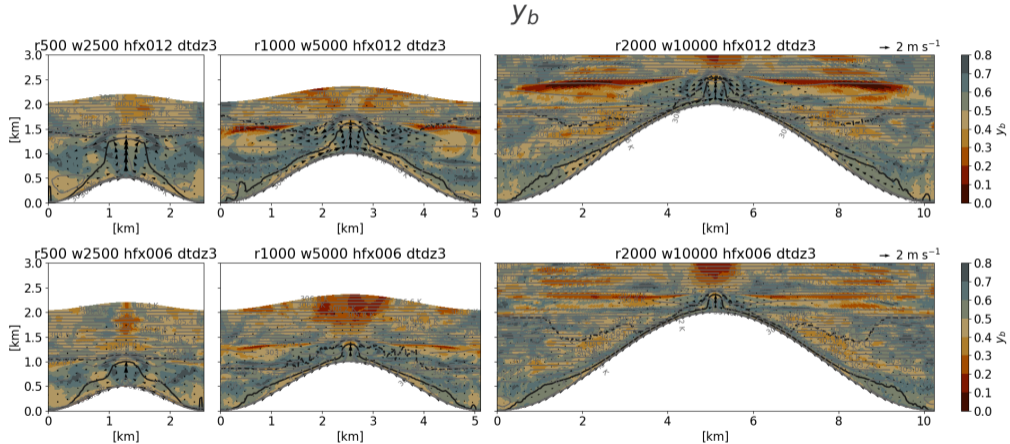 y_b
r500 w2500 hfx012 dtdz3
r1000 w5000 hfx012 dtdz3
r2000 w10000 hfx012 dtdz3
2 m s⁻¹
[km]
3.0
2.5
2.0
1.5
1.0
0.5
0.0
0 1 2
[km]
0 1 2 3 4 5
[km]
2 4 6 8 10
[km]
0.8
0.7
0.6
0.5
0.4
0.3
0.2
0.1
0.0
y_b
r500 w2500 hfx006 dtdz3
r1000 w5000 hfx006 dtdz3
r2000 w10000 hfx006 dtdz3
2 m s⁻¹
[km]
3.0
2.5
2.0
1.5
1.0
0.5
0.0
0 1 2
[km]
0 1 2 3 4 5
[km]
2 4 6 8 10
[km]
0.8
0.7
0.6
0.5
0.4
0.3
0.2
0.1
0.0
y_b